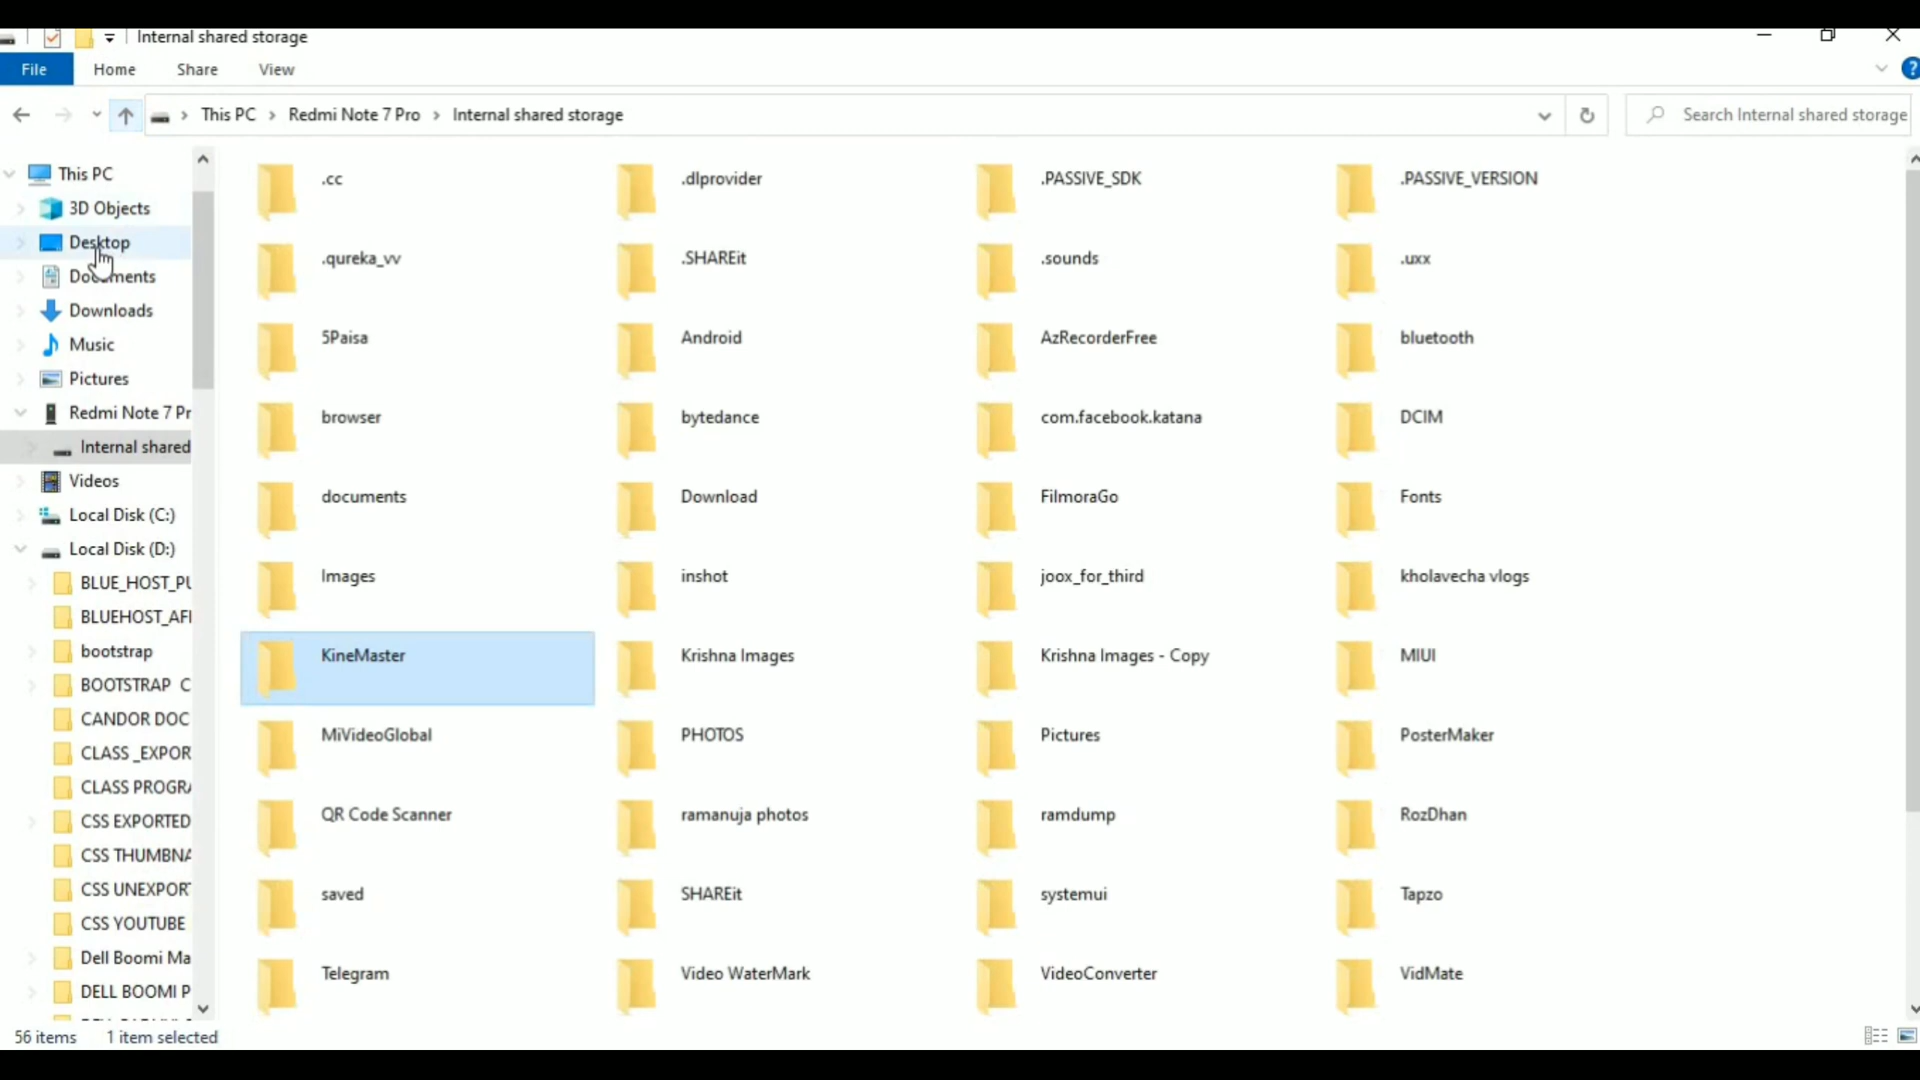 Internal shared storage
File Home Share View
This PC Redmi Note 7 Pro Internal shared storage
Search Internal shared storage
This PC
3D Objects
Desktop
Documents
Downloads
Music
Pictures
Redmi Note 7 Pr
Internal shared
Videos
Local Disk (C:)
Local Disk (D:)
BLUE_HOST_PU
BLUEHOST_AFI
bootstrap
BOOTSTRAP C
CANDOR DOC
CLASS _EXPOR
CLASS PROGRA
CSS EXPORTED
CSS THUMBNA
CSS UNEXPORT
CSS YOUTUBE
Dell Boomi Ma
DELL BOOMI P
.cc .dlprovider .PASSIVE_SDK .PASSIVE_VERSION
.qureka_vv .SHAREit .sounds .uxx
5Paisa Android AzRecorderFree bluetooth
browser bytedance com.facebook.katana DCIM
documents Download FilmoraGo Fonts
Images inshot joox_for_third kholavecha vlogs
KineMaster Krishna Images Krishna Images - Copy MIUI
MiVideoGlobal PHOTOS Pictures PosterMaker
QR Code Scanner ramanuja photos ramdump RozDhan
saved SHAREit systemui Tapzo
Telegram Video WaterMark VideoConverter VidMate
56 items 1 item selected